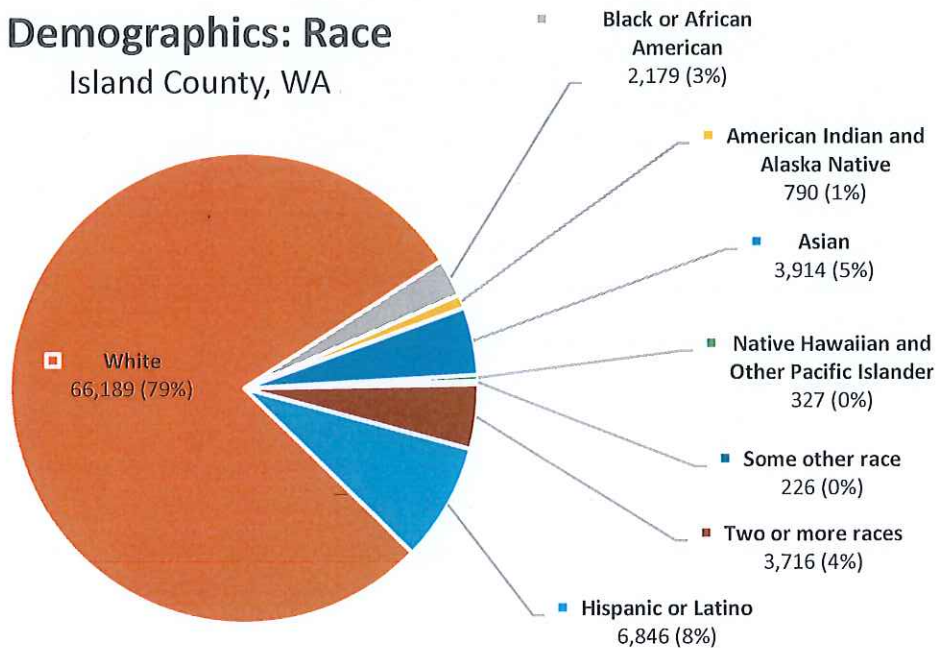 Demographics: Race
Island County, WA
Black or African
American
2,179 (3%)
American Indian and
Alaska Native
790 (1%)
Asian
3,914 (5%)
White
66,189 (79%)
Native Hawaiian and
Other Pacific Islander
327 (0%)
Some other race
226 (0%)
Two or more races
3,716 (4%)
Hispanic or Latino
6,846 (8%)